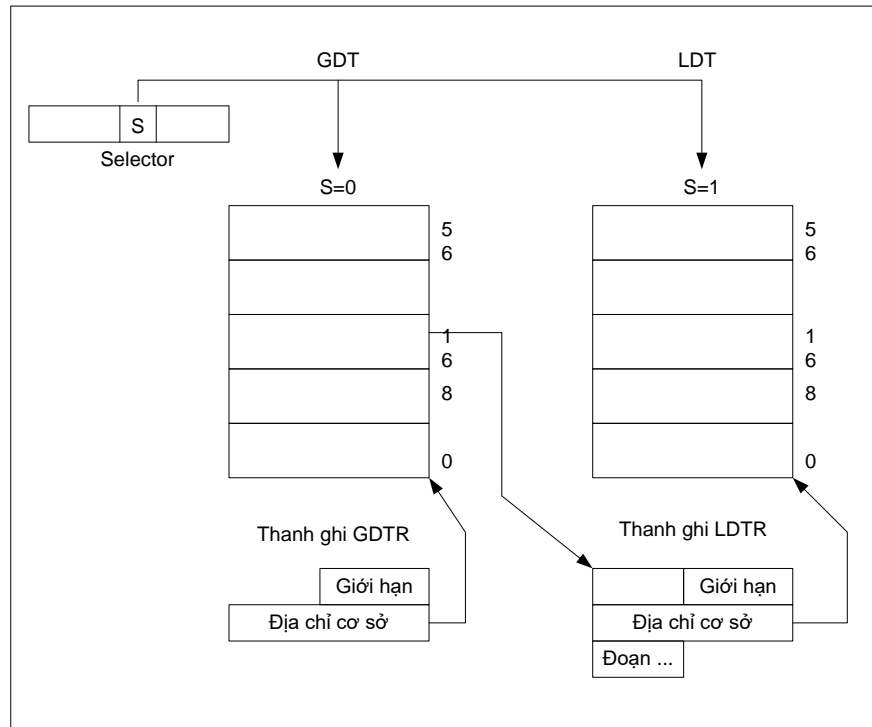 GDT
LDT
S
Selector
S=0
S=1
5
6
1
6
8
0
5
6
1
6
8
0
Thanh ghi GDTR
Thanh ghi LDTR
Giới hạn
Địa chỉ cơ sở
Giới hạn
Địa chỉ cơ sở
Đoạn ...